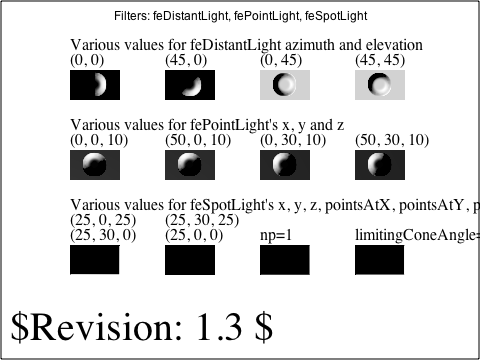 Filters: feDistantLight, fePointLight, feSpotLight
Various values for feDistantLight azimuth and elevation
(0, 0) (45, 0) (0, 45) (45, 45)
Various values for fePointLight's x, y and z
(0, 0, 10) (50, 0, 10) (0, 30, 10) (50, 30, 10)
Various values for feSpotLight's x, y, z, pointsAtX, pointsAtY, p
(25, 0, 25) (25, 30, 25)
(25, 30, 0) (25, 0, 0) np=1 limitingConeAngle=
$Revision: 1.3 $